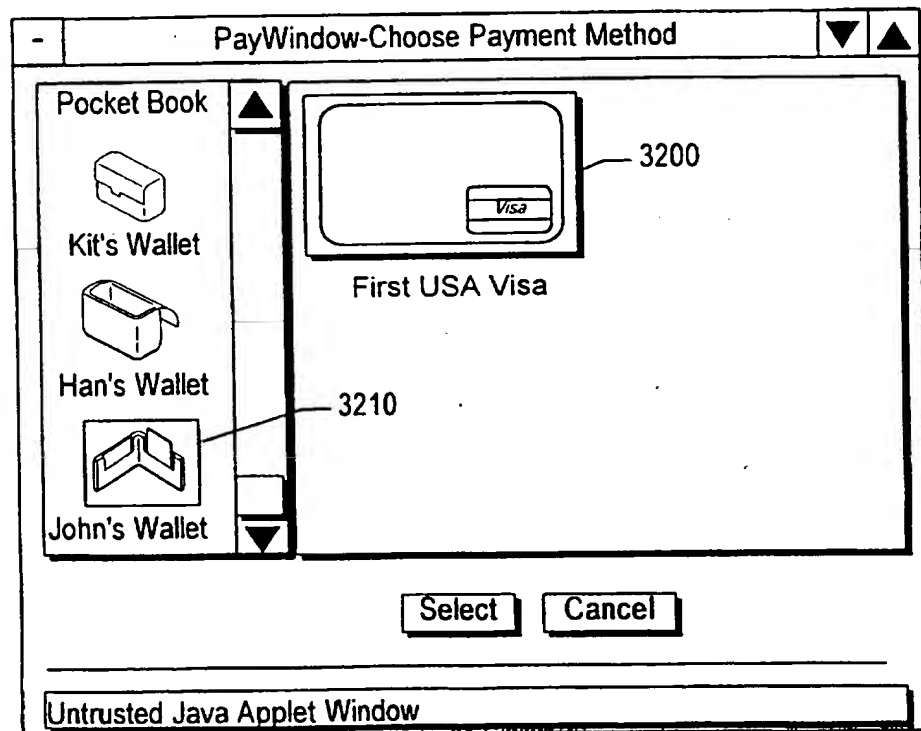 - PayWindow-Choose Payment Method
Pocket Book
Kit's Wallet
Han's Wallet
John's Wallet
3210
Visa
3200
First USA Visa
Select Cancel
Untrusted Java Applet Window